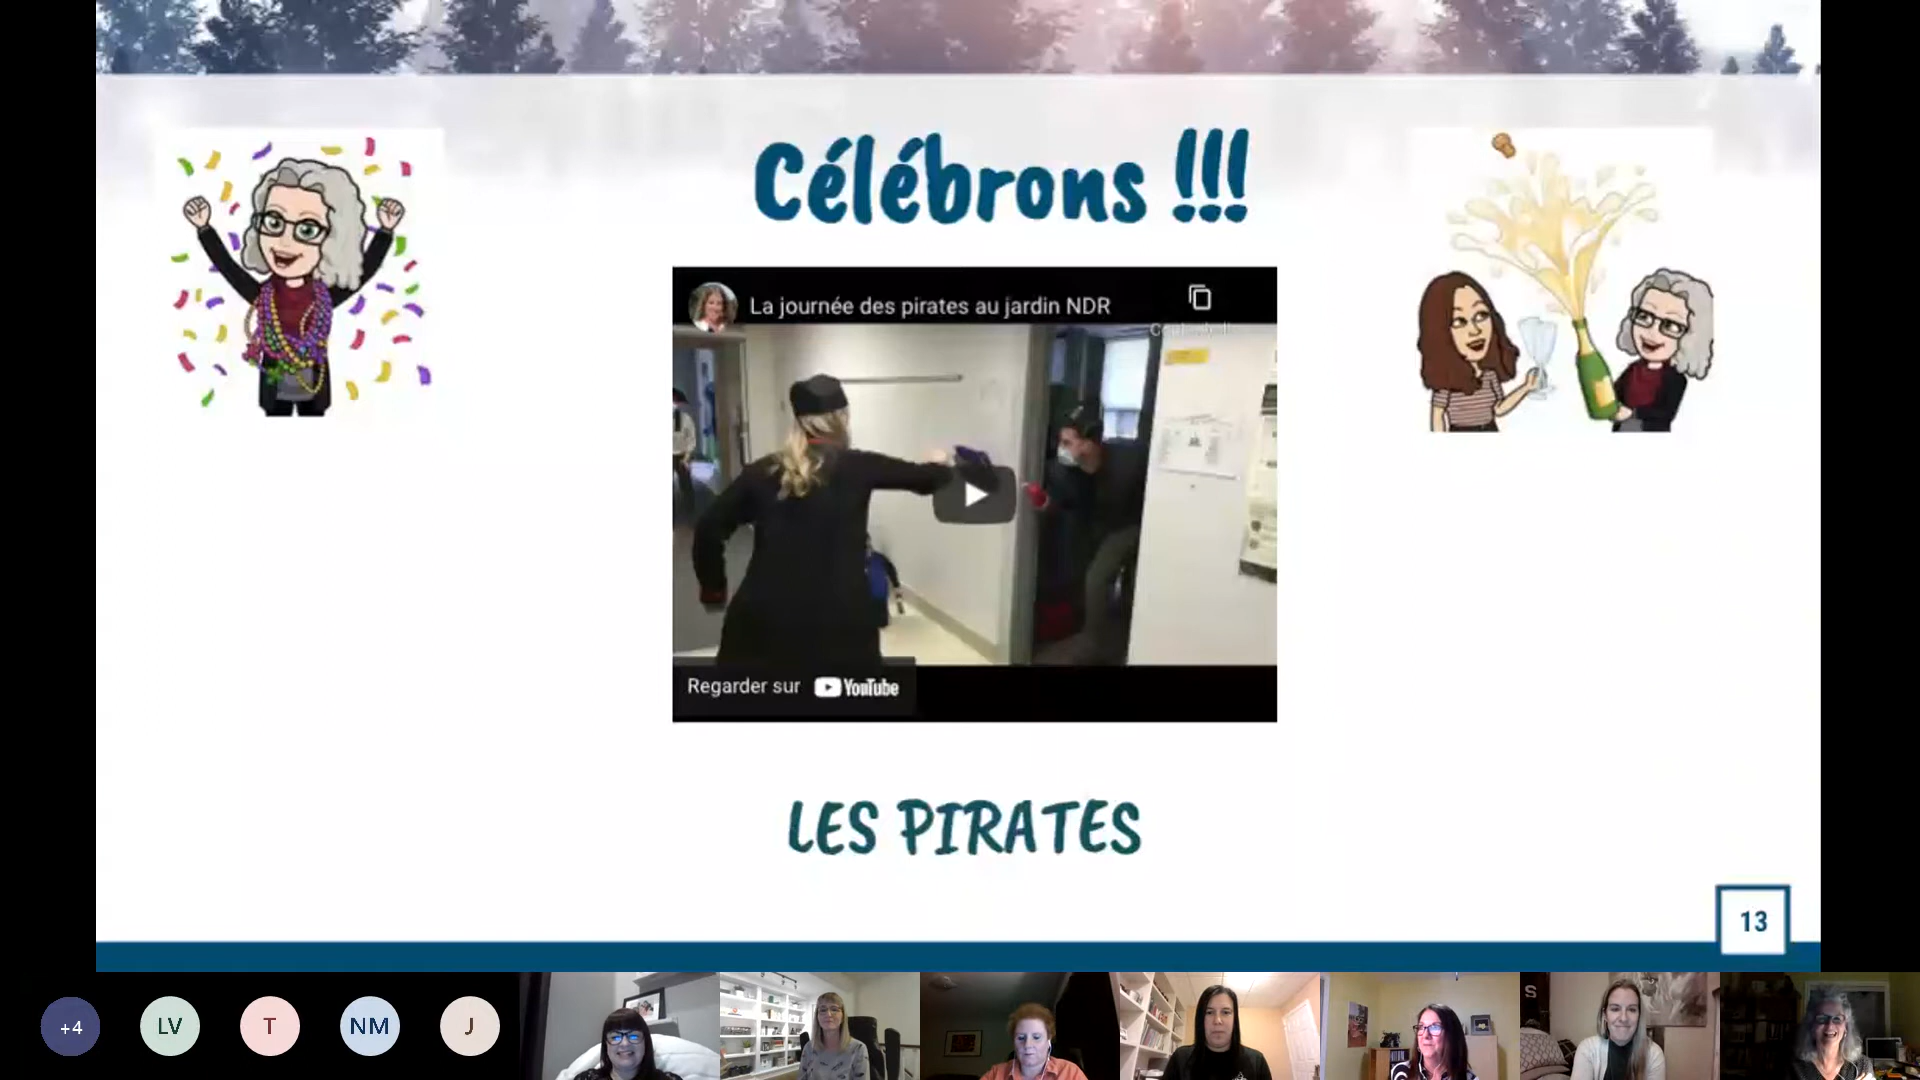 Célébrons !!!
La journée des pirates au jardin NDR
Regarder sur YouTube
LES PIRATES
13
+4
LV
T
NM
J
S